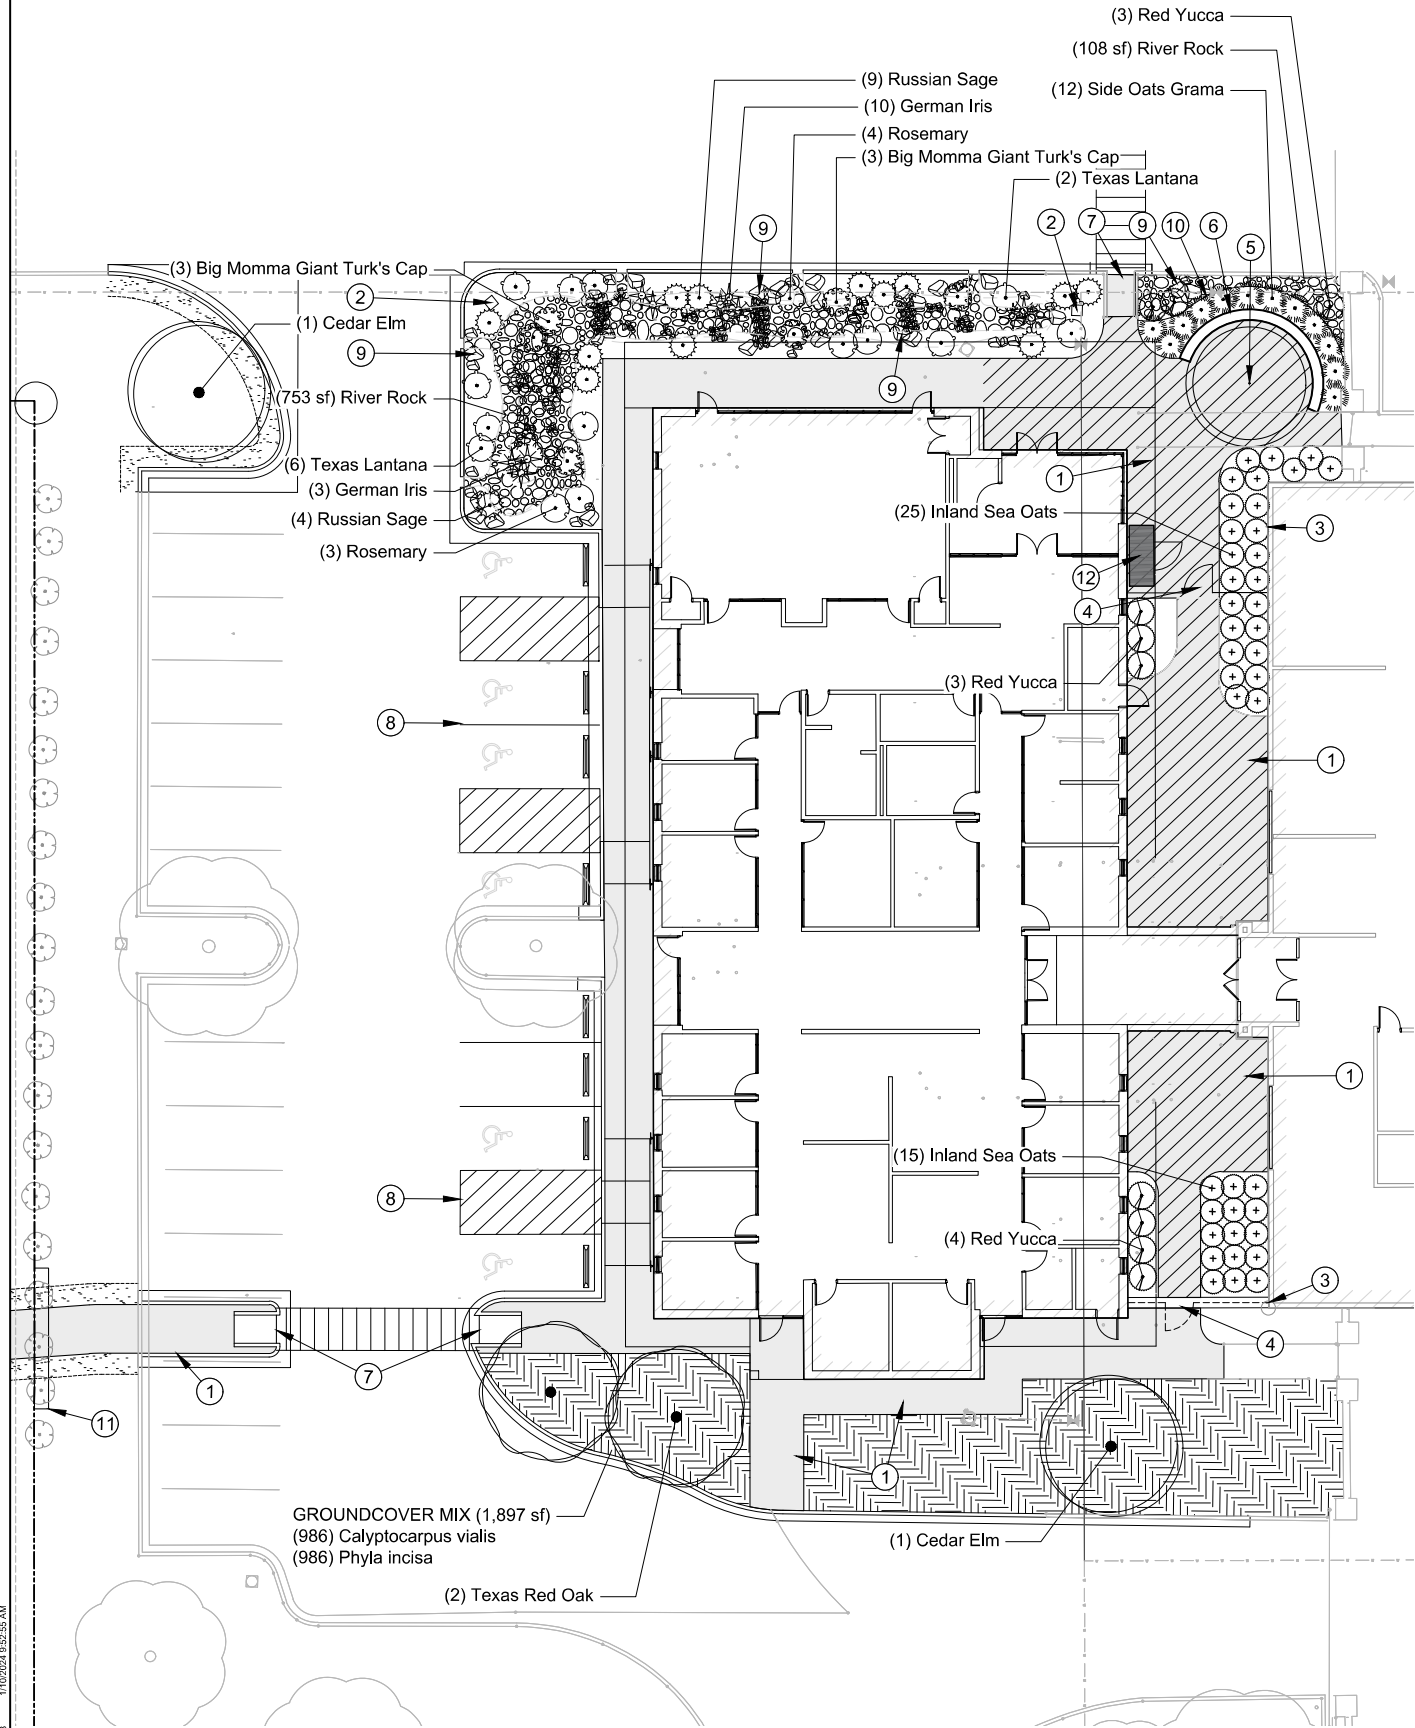 (3) Red Yucca
(108 sf) River Rock
(12) Side Oats Grama
(9) Russian Sage
(10) German Iris
(4) Rosemary
(3) Big Momma Giant Turk's Cap
(2) Texas Lantana
9
2
7
9
10
6
5
(3) Big Momma Giant Turk's Cap
2
(1) Cedar Elm
9
9
(753 sf) River Rock
(6) Texas Lantana
(3) German Iris
(4) Russian Sage
(3) Rosemary
1
(25) Inland Sea Oats
3
12
4
(3) Red Yucca
8
1
1
(15) Inland Sea Oats
8
(4) Red Yucca
3
4
7
1
11
1
GROUNDCOVER MIX (1,897 sf)
(986) Calyptocarpus vialis
(986) Phyla incisa
(1) Cedar Elm
(2) Texas Red Oak
1/10/2024 9:52:55 AM